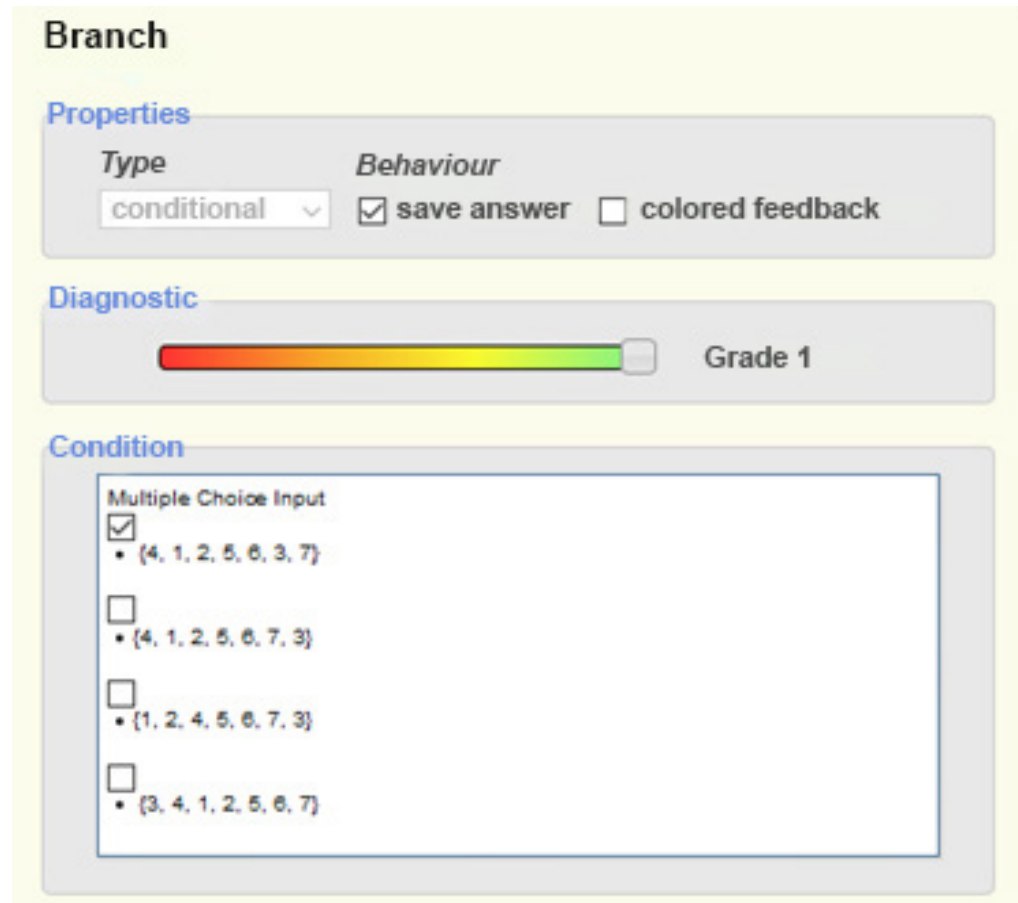 Branch
Properties
Type Behaviour
conditional save answer colored feedback
Diagnostic
Grade 1
Condition
Multiple Choice Input
• {4, 1, 2, 5, 6, 3, 7}
• {4, 1, 2, 5, 6, 7, 3}
• {1, 2, 4, 5, 6, 7, 3}
• {3, 4, 1, 2, 5, 6, 7}